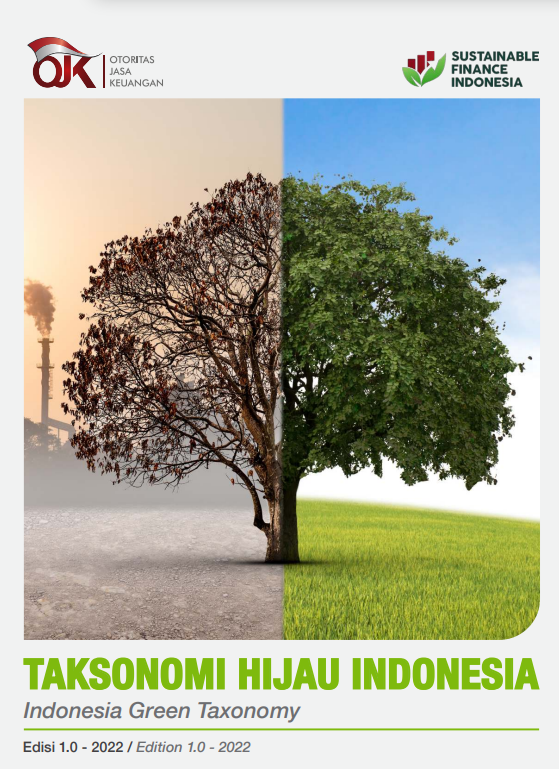 OJK
OTORITAS
JASA
KEUANGAN
SUSTAINABLE
FINANCE
INDONESIA
TAKSONOMI HIJAU INDONESIA
Indonesia Green Taxonomy
Edisi 1.0 - 2022 / Edition 1.0 - 2022